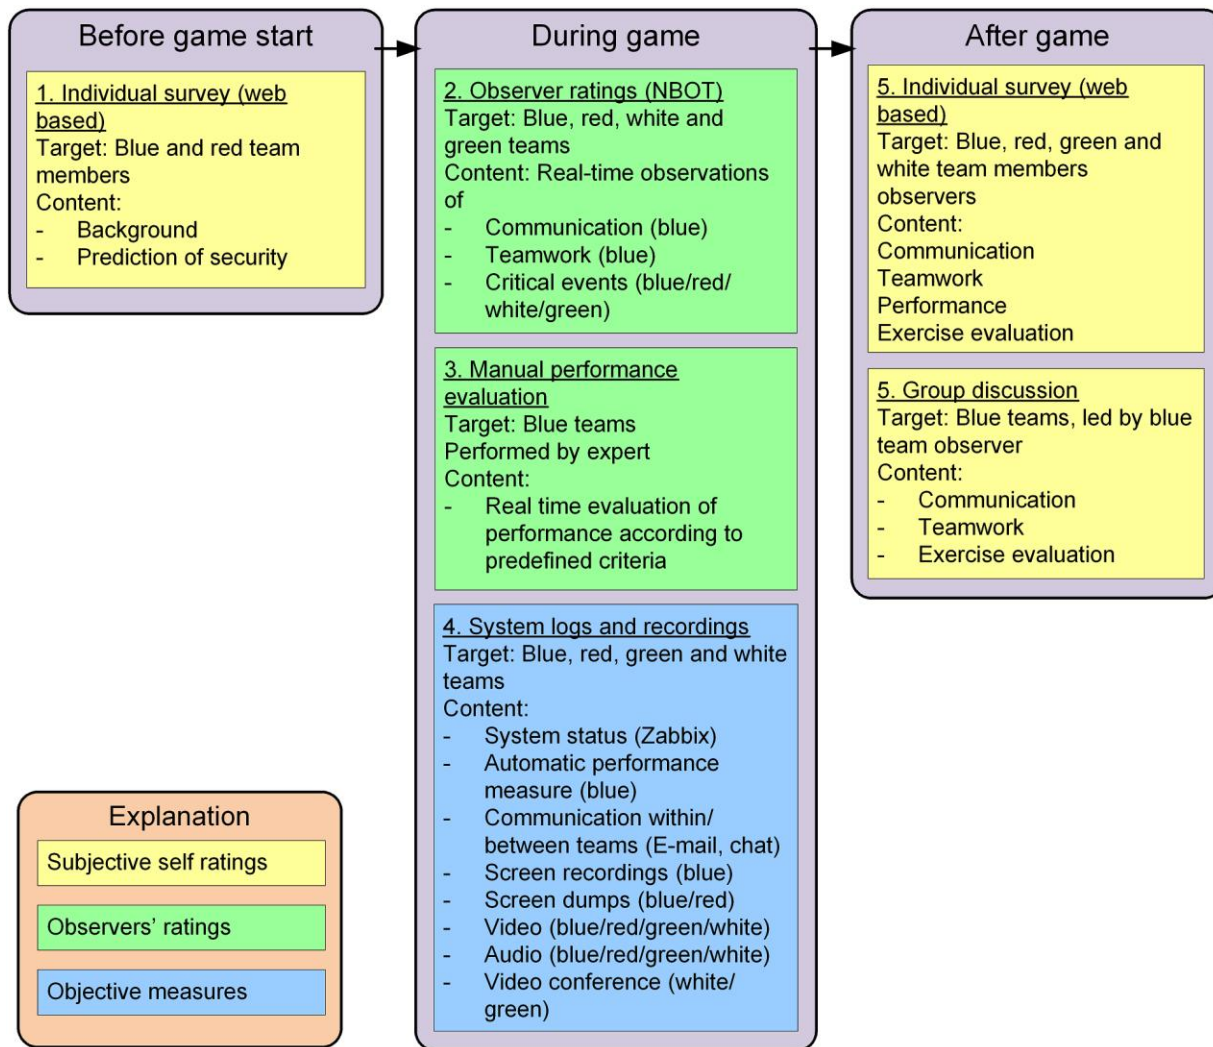 Before game start
1. Individual survey (web
based)
Target: Blue and red team
members
Content:
- Background
- Prediction of security
During game
2. Observer ratings (NBOT)
Target: Blue, red, white and
green teams
Content: Real-time observations
of
- Communication (blue)
- Teamwork (blue)
- Critical events (blue/red/
white/green)
3. Manual performance
evaluation
Target: Blue teams
Performed by expert
Content:
- Real time evaluation of
performance according to
predefined criteria
4. System logs and recordings
Target: Blue, red, green and white
teams
Content:
- System status (Zabbix)
- Automatic performance
measure (blue)
- Communication within/
between teams (E-mail, chat)
- Screen recordings (blue)
- Screen dumps (blue/red)
- Video (blue/red/green/white)
- Audio (blue/red/green/white)
- Video conference (white/
green)
After game
5. Individual survey (web
based)
Target: Blue, red, green and
white team members
observers
Content:
Communication
Teamwork
Performance
Exercise evaluation
5. Group discussion
Target: Blue teams, led by blue
team observer
Content:
- Communication
- Teamwork
- Exercise evaluation
Explanation
Subjective self ratings
Observers’ ratings
Objective measures